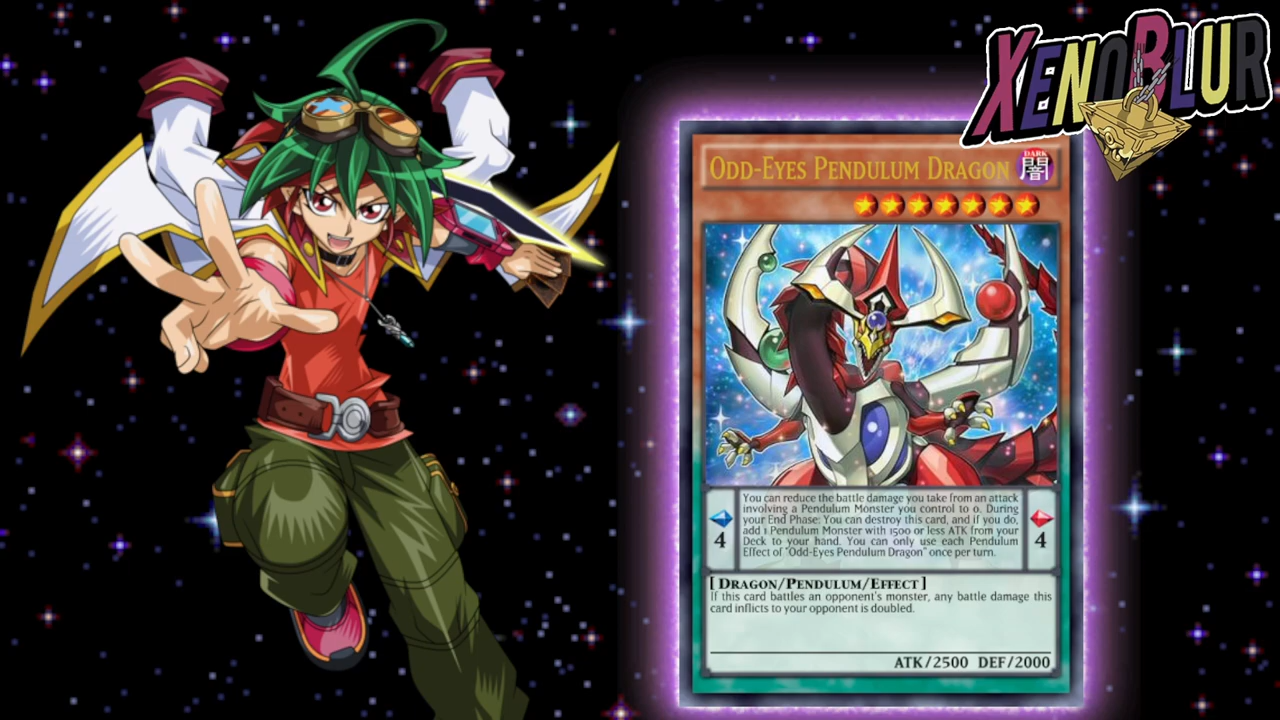 XENOBLUR
ODD-EYES PENDULUM DRAGON
DARK
闇
You can reduce the battle damage you take from an attack
involving a Pendulum Monster you control to 0. During
your End Phase: You can destroy this card, and if you do,
add 1 Pendulum Monster with 1500 or less ATK from your
Deck to your hand. You can only use each Pendulum
Effect of "Odd-Eyes Pendulum Dragon" once per turn.
4
4
[ DRAGON/PENDULUM/EFFECT ]
If this card battles an opponent's monster, any battle damage this
card inflicts to your opponent is doubled.
ATK/2500 DEF/2000